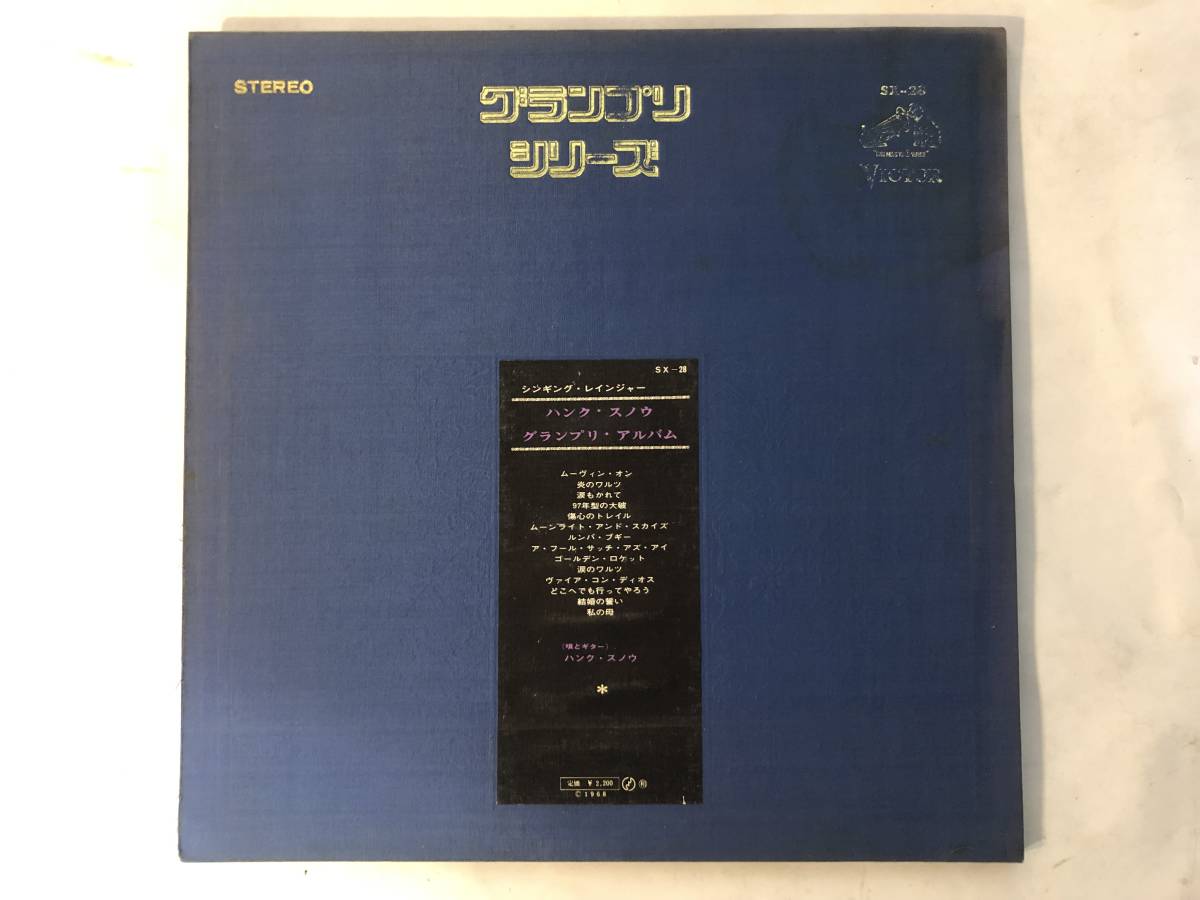 STEREO
グランプリ
シリーズ
SX-28
"HIS MASTER'S VOICE"
VICTOR
SX-28
シンギング・レインジャー
ハンク・スノウ
グランプリ・アルバム
ムーヴィン・オン
炎のワルツ
涙もかれて
97年型の大破
傷心のトレイル
ムーンライト・アンド・スカイズ
ルンバ・ブギー
ア・フール・サッチ・アズ・アイ
ゴールデン・ロケット
涙のワルツ
ヴァイア・コン・ディオス
どこへでも行ってやろう
結婚の誓い
私の母
(唄とギター)
ハンク・スノウ
*
定価 ¥2,200 Ⓡ
©1968